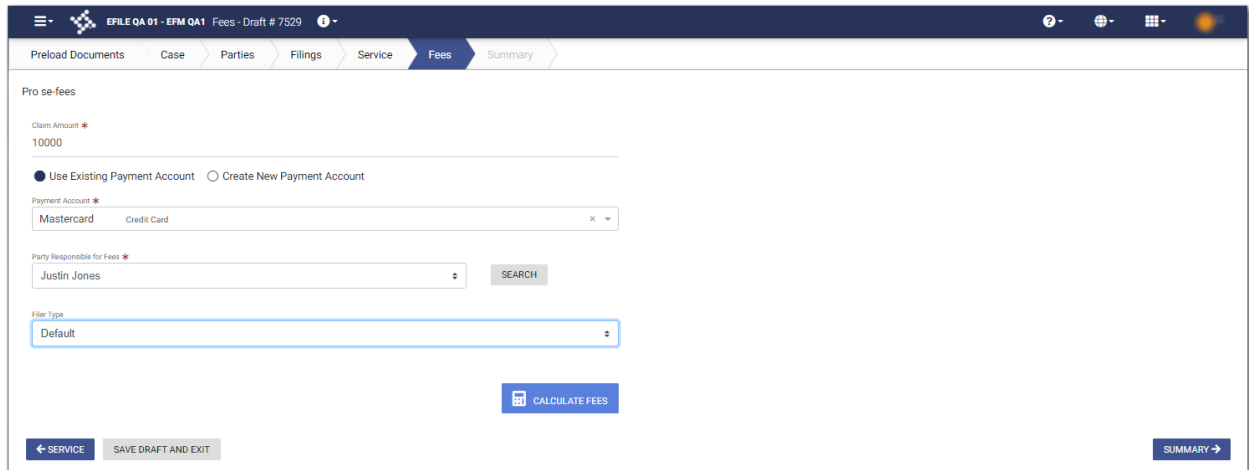 EFILE QA 01 - EFM QA1 Fees - Draft # 7529
Preload Documents Case Parties Filings Service Fees Summary
Pro se-fees
Claim Amount *
10000
Use Existing Payment Account Create New Payment Account
Payment Account *
Mastercard Credit Card
Party Responsible for Fees *
Justin Jones SEARCH
Filer Type
Default
CALCULATE FEES
SERVICE SAVE DRAFT AND EXIT SUMMARY